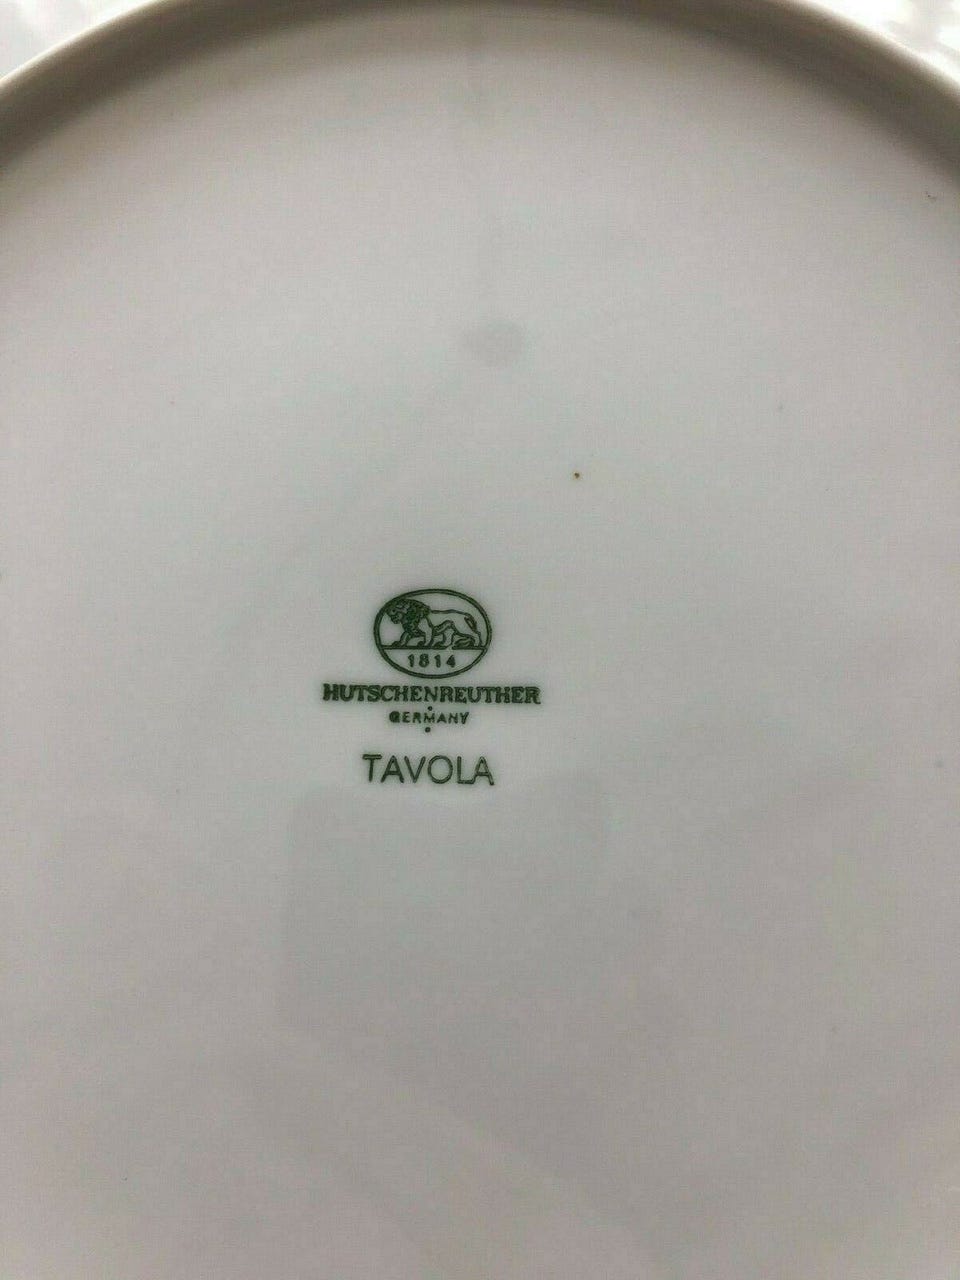 1814
HUTSCHENREUTHER
GERMANY
TAVOLA